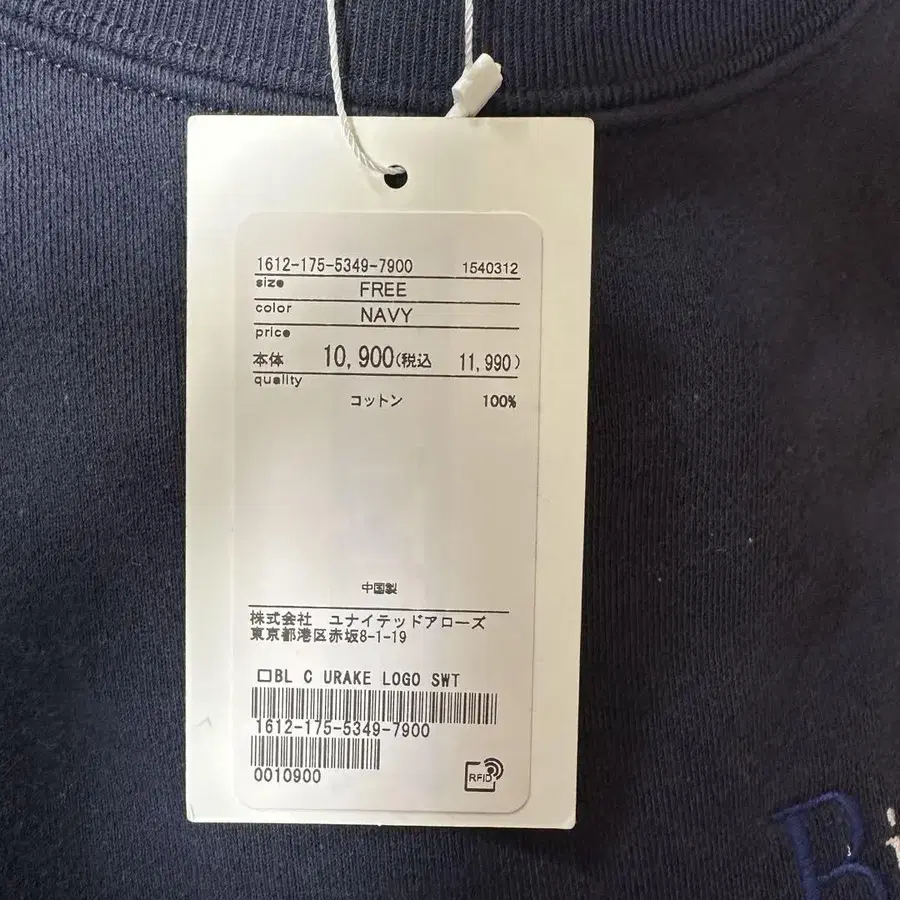 1612-175-5349-7900 1540312
size FREE
color NAVY
price
本体 10,900(税込 11,990)
quality
コットン 100%
中国製
株式会社 ユナイテッドアローズ
東京都港区赤坂8-1-19
□BL C URAKE LOGO SWT
1612-175-5349-7900
0010900
RFID
B